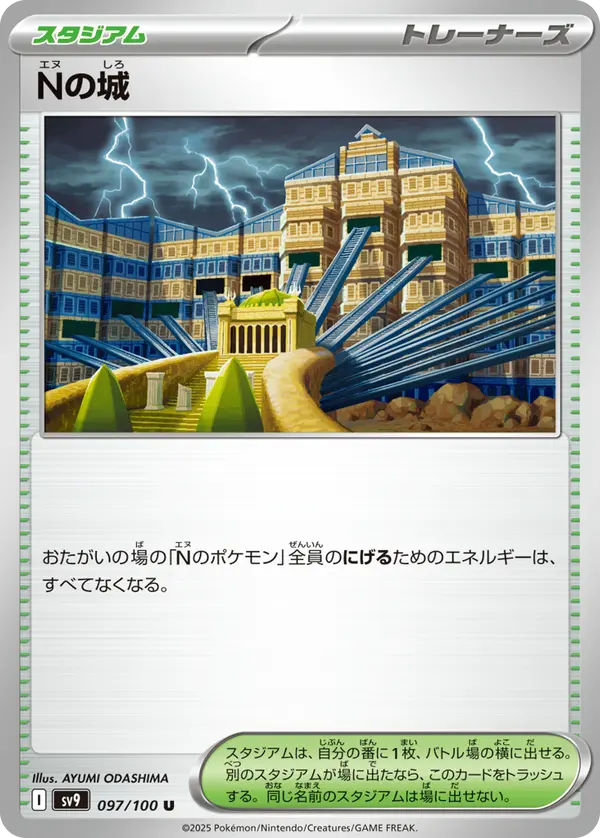 スタジアム
トレーナーズ
エヌ しろ
Nの城
ば エヌ ぜんいん
おたがいの場の「Nのポケモン」全員のにげるためのエネルギーは、
すべてなくなる。
じぶん ばん まい ば よこ だ
スタジアムは、自分の番に1枚、バトル場の横に出せる。
べつ ば で
別のスタジアムが場に出たなら、このカードをトラッシュ
おな なまえ ば だ
する。同じ名前のスタジアムは場に出せない。
Illus. AYUMI ODASHIMA
I sv9 097/100 U
©2025 Pokémon/Nintendo/Creatures/GAME FREAK.